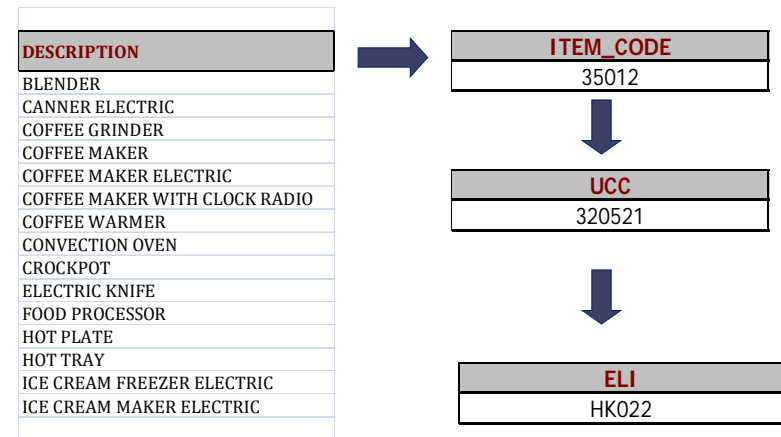 DESCRIPTION
BLENDER
CANNER ELECTRIC
COFFEE GRINDER
COFFEE MAKER
COFFEE MAKER ELECTRIC
COFFEE MAKER WITH CLOCK RADIO
COFFEE WARMER
CONVECTION OVEN
CROCKPOT
ELECTRIC KNIFE
FOOD PROCESSOR
HOT PLATE
HOT TRAY
ICE CREAM FREEZER ELECTRIC
ICE CREAM MAKER ELECTRIC
ITEM_CODE
35012
UCC
320521
ELI
HK022